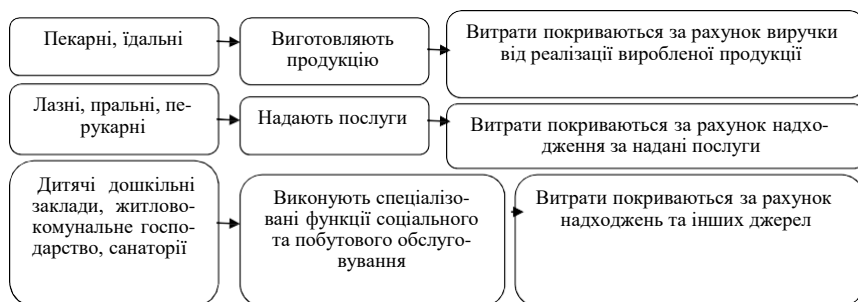 Пекарні, їдальні
Виготовляють
продукцію
Витрати покриваються за рахунок виручки
від реалізації виробленої продукції
Лазні, пральні, пе-
рукарні
Надають послуги
Витрати покриваються за рахунок надхо-
дження за надані послуги
Дитячі дошкільні
заклади, житлово-
комунальне госпо-
дарство, санаторії
Виконують спеціалізо-
вані функції соціального
та побутового обслуго-
вування
Витрати покриваються за рахунок
надходжень та інших джерел